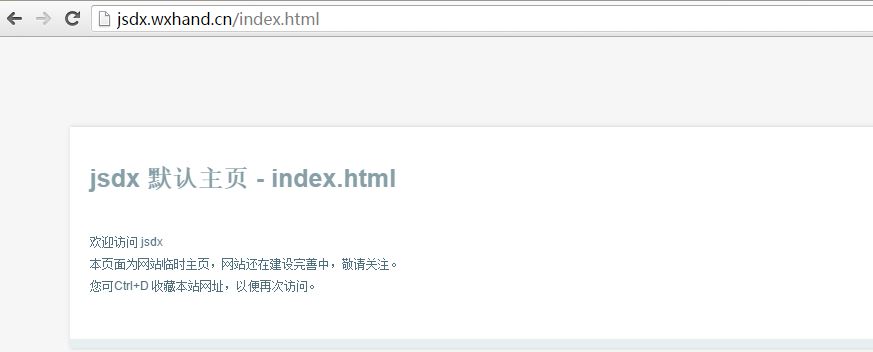 jsdx.wxhand.cn/index.html
jsdx 默认主页 - index.html
欢迎访问 jsdx
本页面为网站临时主页，网站还在建设完善中，敬请关注。
您可Ctrl+D 收藏本站网址，以便再次访问。